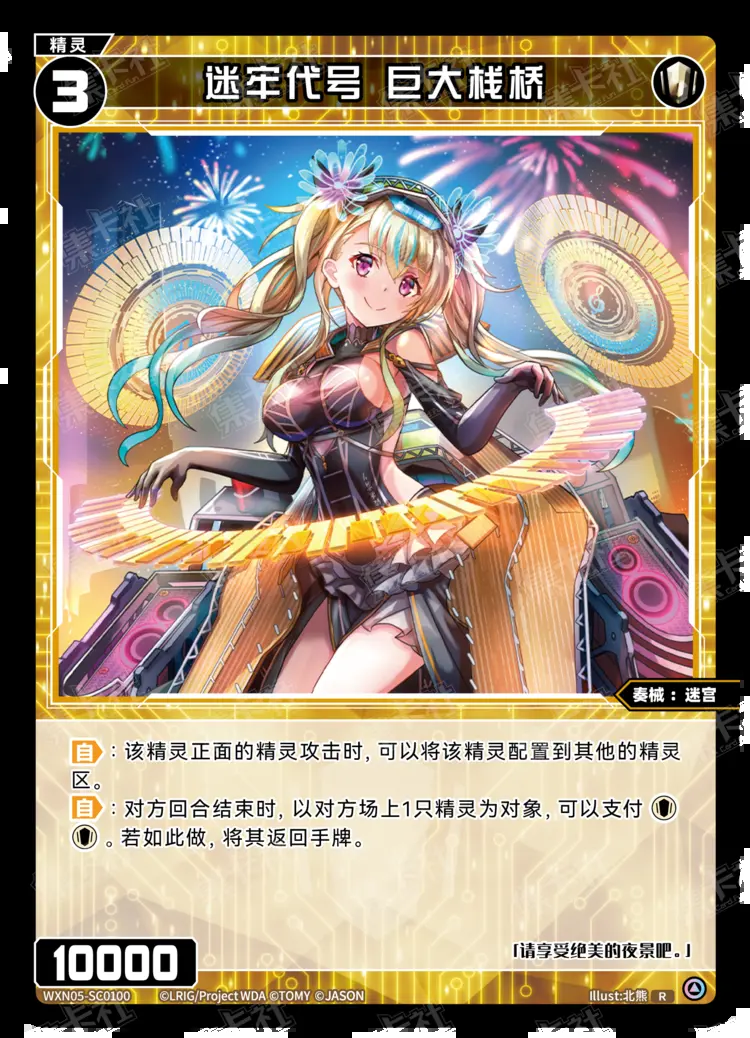 精灵
3
迷牢代号 巨大栈桥
奏械：迷宫
自：该精灵正面的精灵攻击时, 可以将该精灵配置到其他的精灵
区。
自：对方回合结束时, 以对方场上1只精灵为对象, 可以支付
。若如此做, 将其返回手牌。
「请享受绝美的夜景吧。」
10000
WXN05-SC0100 ©LRIG/Project WDA ©TOMY ©JASON Illust:北熊 R
集卡社